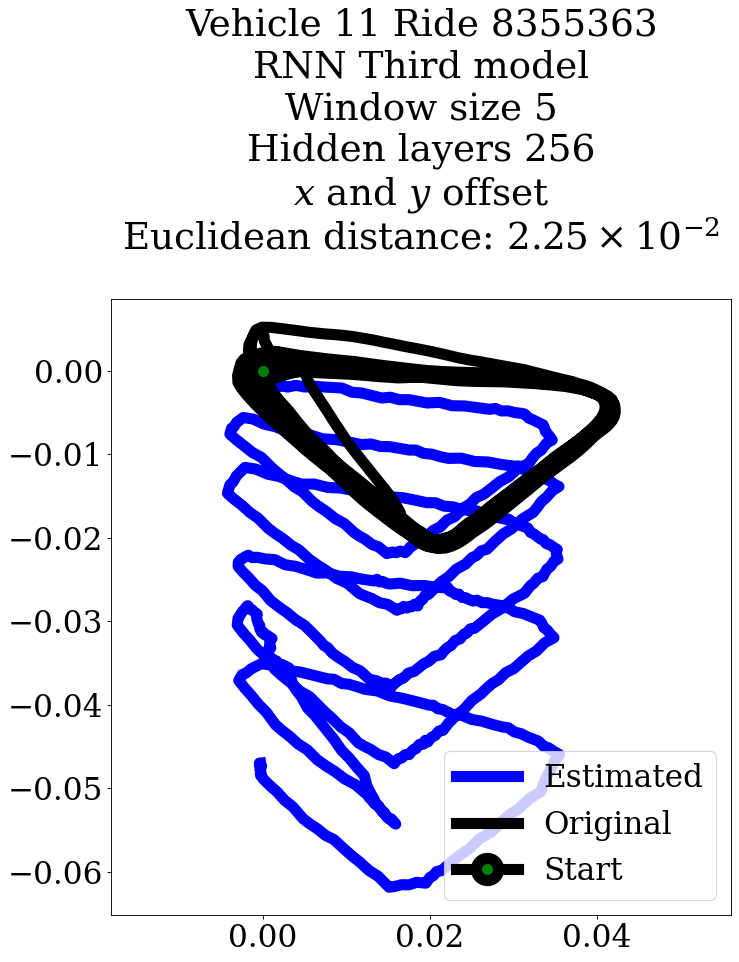 Vehicle 11 Ride 8355363
RNN Third model
Window size 5
Hidden layers 256
x and y offset
Euclidean distance: 2.25 × 10⁻²
0.00
−0.01
−0.02
−0.03
−0.04
−0.05
−0.06
Estimated
Original
Start
0.00 0.02 0.04